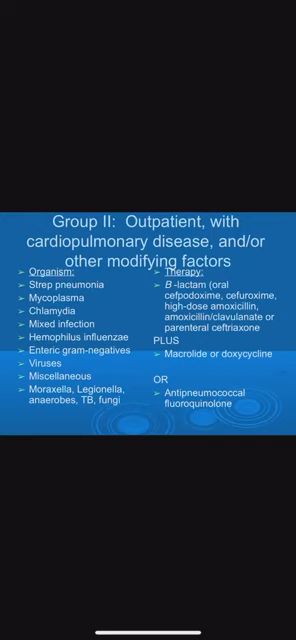 Group II: Outpatient, with
cardiopulmonary disease, and/or
other modifying factors
➢ Organism:
➢ Strep pneumonia
➢ Mycoplasma
➢ Chlamydia
➢ Mixed infection
➢ Hemophilus influenzae
➢ Enteric gram-negatives
➢ Viruses
➢ Miscellaneous
➢ Moraxella, Legionella,
anaerobes, TB, fungi
➢ Therapy:
➢ B -lactam (oral
cefpodoxime, cefuroxime,
high-dose amoxicillin,
amoxicillin/clavulanate or
parenteral ceftriaxone
PLUS
➢ Macrolide or doxycycline
OR
➢ Antipneumococcal
fluoroquinolone